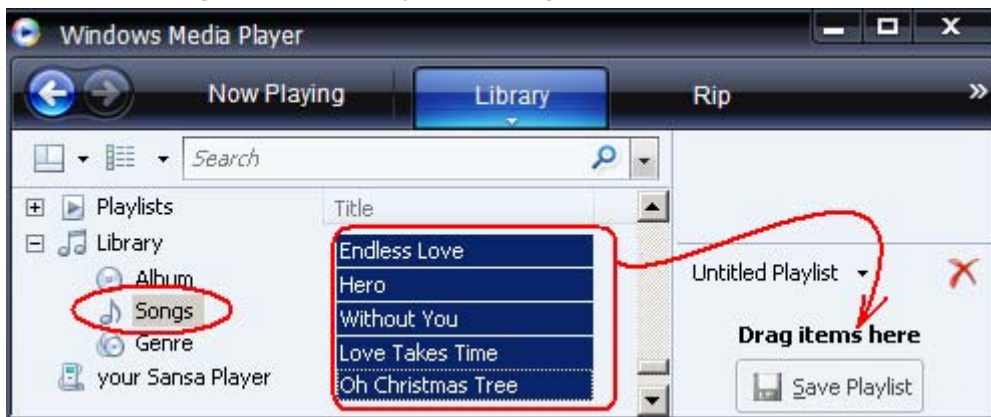 Windows Media Player
Now Playing Library Rip »
Search
Playlists Title
Library
Album
Songs
Genre
your Sansa Player
Endless Love
Hero
Without You
Love Takes Time
Oh Christmas Tree
Untitled Playlist
Drag items here
Save Playlist